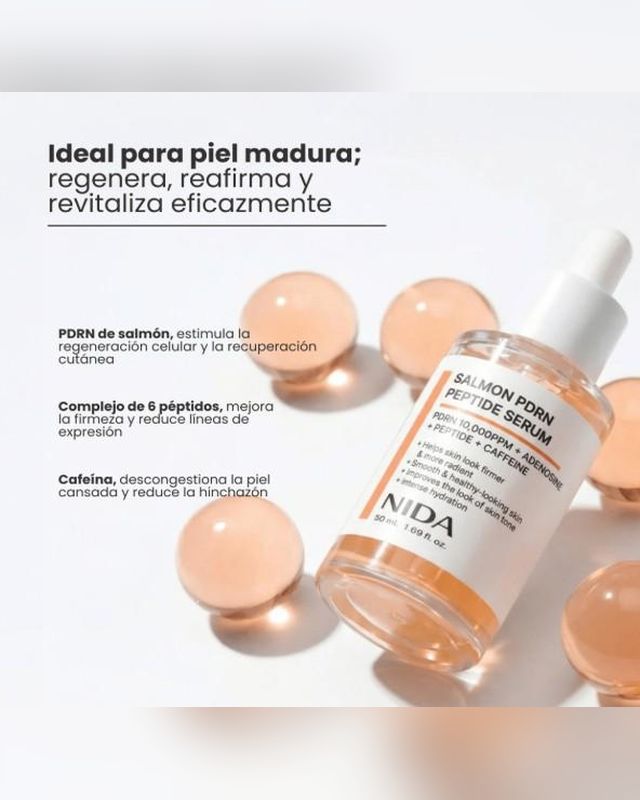 Ideal para piel madura;
regenera, reafirma y
revitaliza eficazmente
PDRN de salmón, estimula la
regeneración celular y la recuperación
cutánea
Complejo de 6 péptidos, mejora
la firmeza y reduce líneas de
expresión
Cafeína, descongestiona la piel
cansada y reduce la hinchazón
SALMON PDRN
PEPTIDE SERUM
PDRN 10,000PPM + ADENOSINE
+ PEPTIDE + CAFFEINE
• Helps skin look firmer
& more radiant
• Smooth & healthy-looking skin
• Improves the look of skin tone
• Intense hydration
NIDA
50 ml. 1.69 fl. oz.